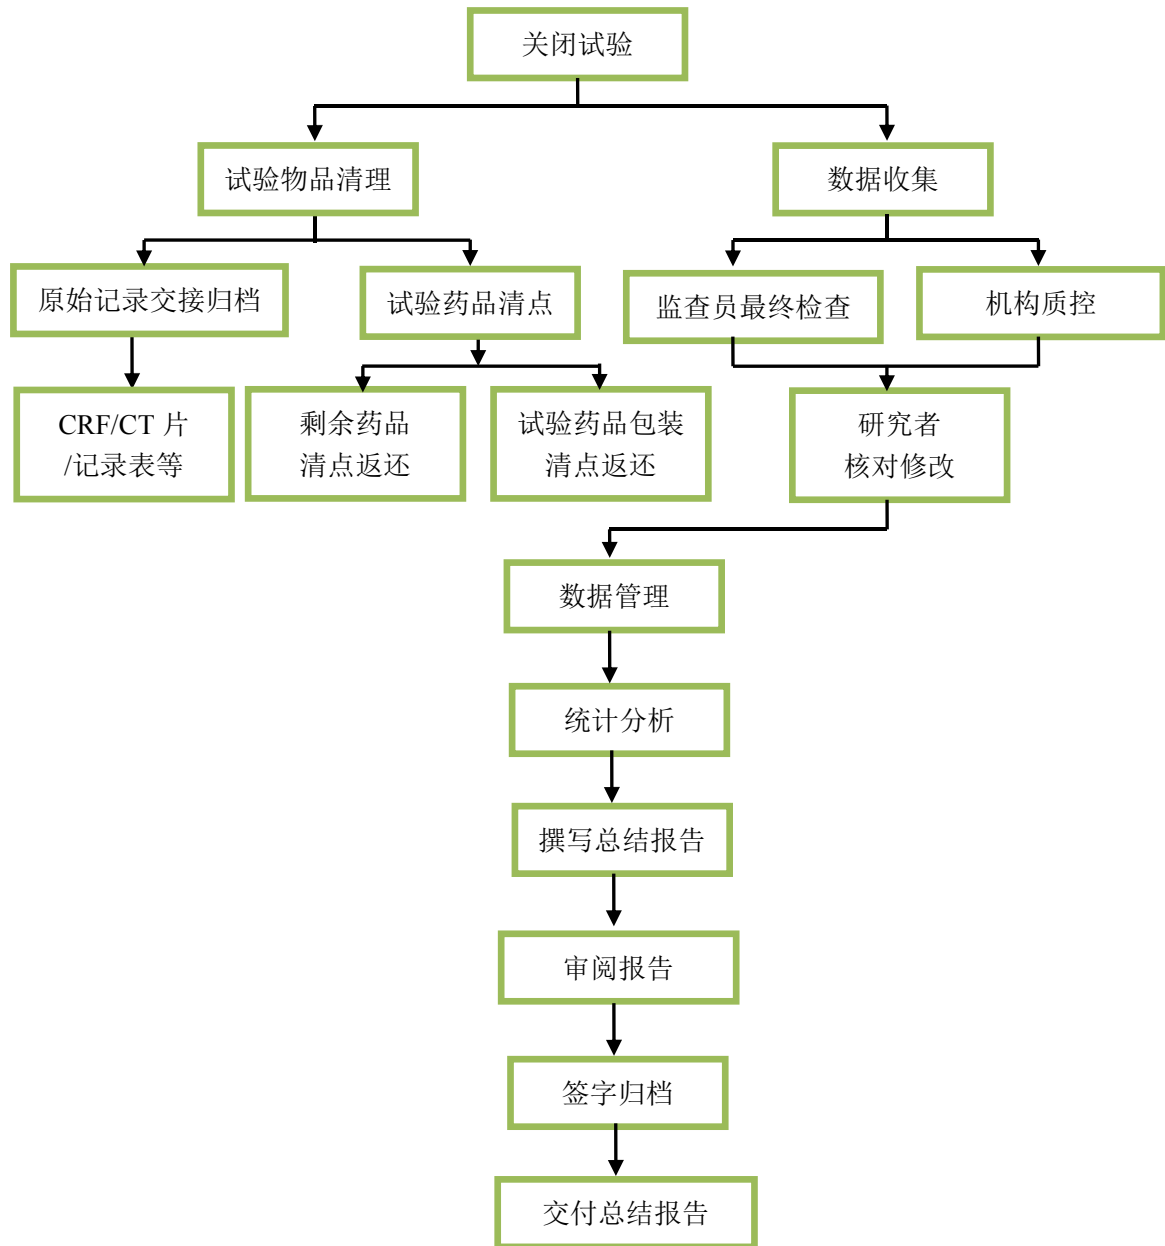 关闭试验
试验物品清理
数据收集
原始记录交接归档
试验药品清点
监查员最终检查
机构质控
CRF/CT 片
/记录表等
剩余药品
清点返还
试验药品包装
清点返还
研究者
核对修改
数据管理
统计分析
撰写总结报告
审阅报告
签字归档
交付总结报告